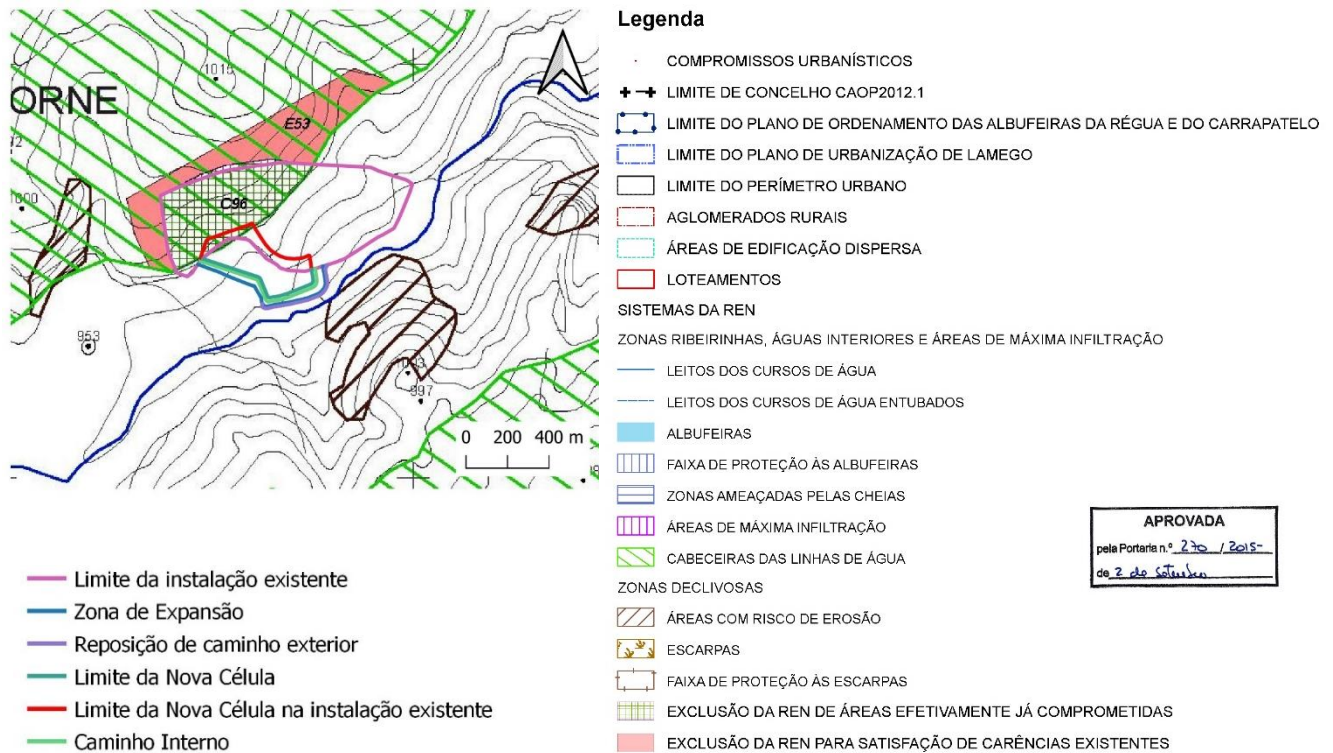 1015
ORNE
E53
C96
953
997
0 200 400 m
Limite da instalação existente
Zona de Expansão
Reposição de caminho exterior
Limite da Nova Célula
Limite da Nova Célula na instalação existente
Caminho Interno
Legenda
COMPROMISSOS URBANÍSTICOS
LIMITE DE CONCELHO CAOP2012.1
LIMITE DO PLANO DE ORDENAMENTO DAS ALBUFEIRAS DA RÉGUA E DO CARRAPATELO
LIMITE DO PLANO DE URBANIZAÇÃO DE LAMEGO
LIMITE DO PERÍMETRO URBANO
AGLOMERADOS RURAIS
ÁREAS DE EDIFICAÇÃO DISPERSA
LOTEAMENTOS
SISTEMAS DA REN
ZONAS RIBEIRINHAS, ÁGUAS INTERIORES E ÁREAS DE MÁXIMA INFILTRAÇÃO
LEITOS DOS CURSOS DE ÁGUA
LEITOS DOS CURSOS DE ÁGUA ENTUBADOS
ALBUFEIRAS
FAIXA DE PROTEÇÃO ÀS ALBUFEIRAS
ZONAS AMEAÇADAS PELAS CHEIAS
ÁREAS DE MÁXIMA INFILTRAÇÃO
CABECEIRAS DAS LINHAS DE ÁGUA
ZONAS DECLIVOSAS
ÁREAS COM RISCO DE EROSÃO
ESCARPAS
FAIXA DE PROTEÇÃO ÀS ESCARPAS
EXCLUSÃO DA REN DE ÁREAS EFETIVAMENTE JÁ COMPROMETIDAS
EXCLUSÃO DA REN PARA SATISFAÇÃO DE CARÊNCIAS EXISTENTES
APROVADA
pela Portaria n.º 270 / 2015-
de 2 de Setembro